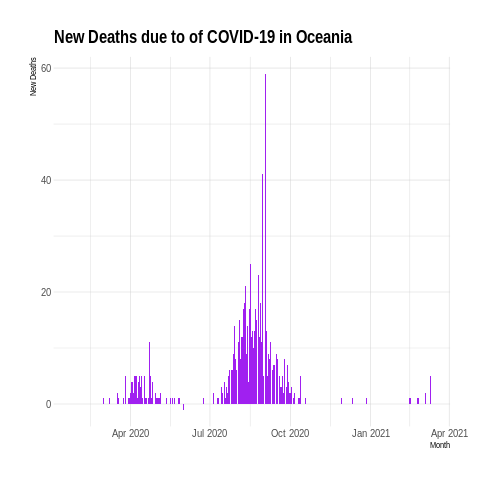 New Deaths due to of COVID-19 in Oceania
New Deaths
60
40
20
0
Apr 2020 Jul 2020 Oct 2020 Jan 2021 Apr 2021
Month